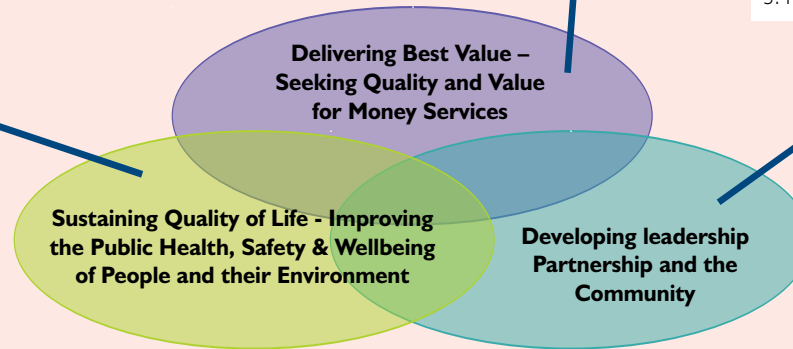 Delivering Best Value –
Seeking Quality and Value
for Money Services
Sustaining Quality of Life - Improving
the Public Health, Safety & Wellbeing
of People and their Environment
Developing leadership
Partnership and the
Community